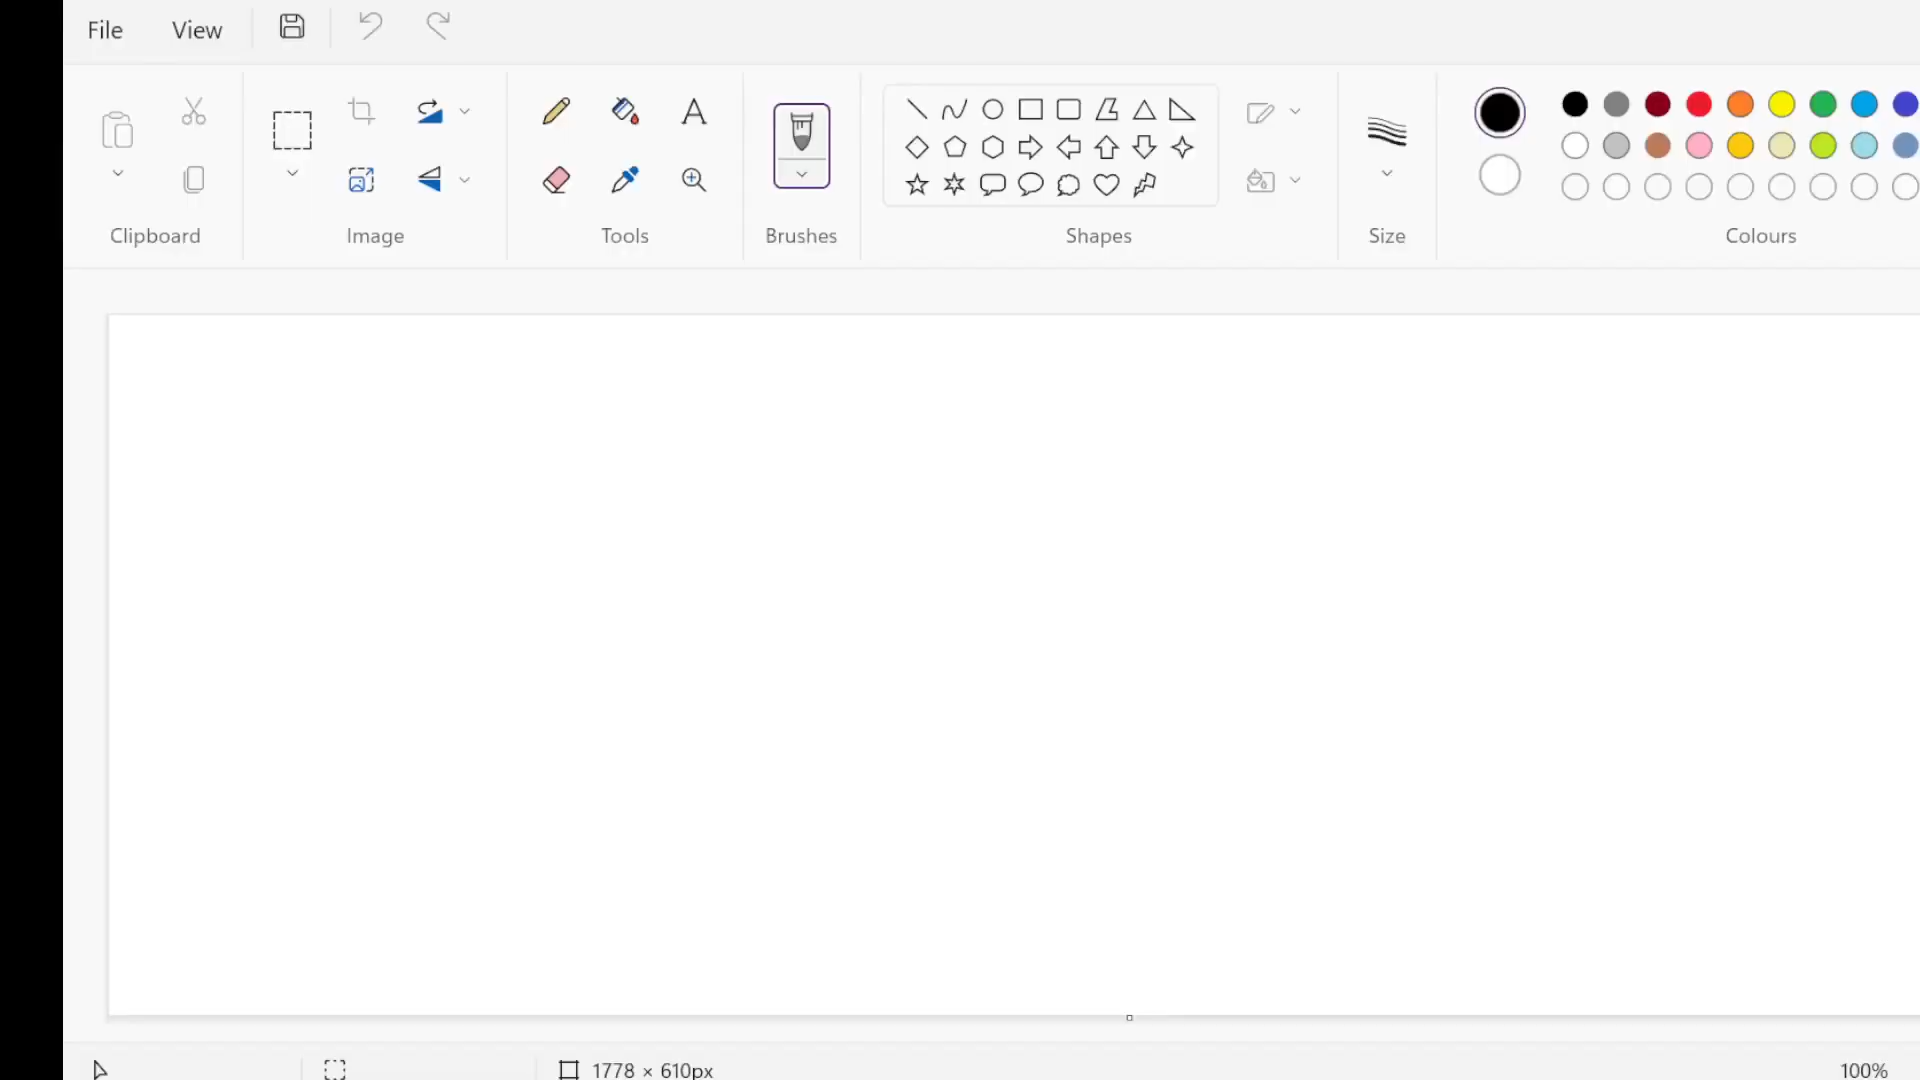 File View
Clipboard Image Tools Brushes Shapes Size Colours
1778 × 610px 100%